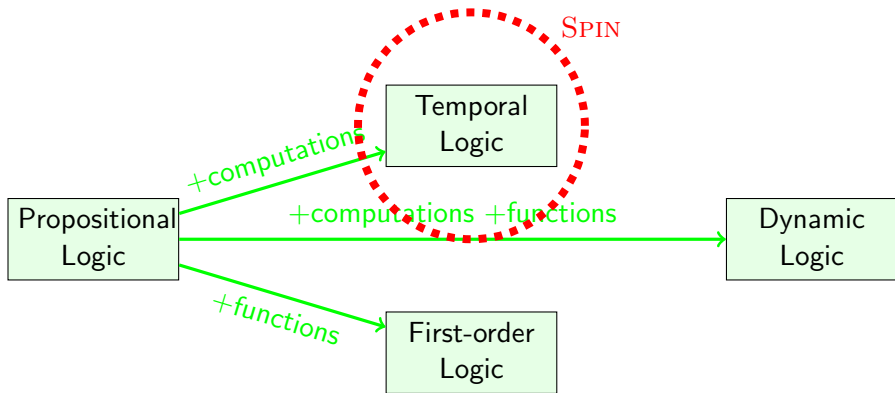 SPIN
Temporal
Logic
+computations
Propositional
Logic
+computations +functions
Dynamic
Logic
+functions
First-order
Logic